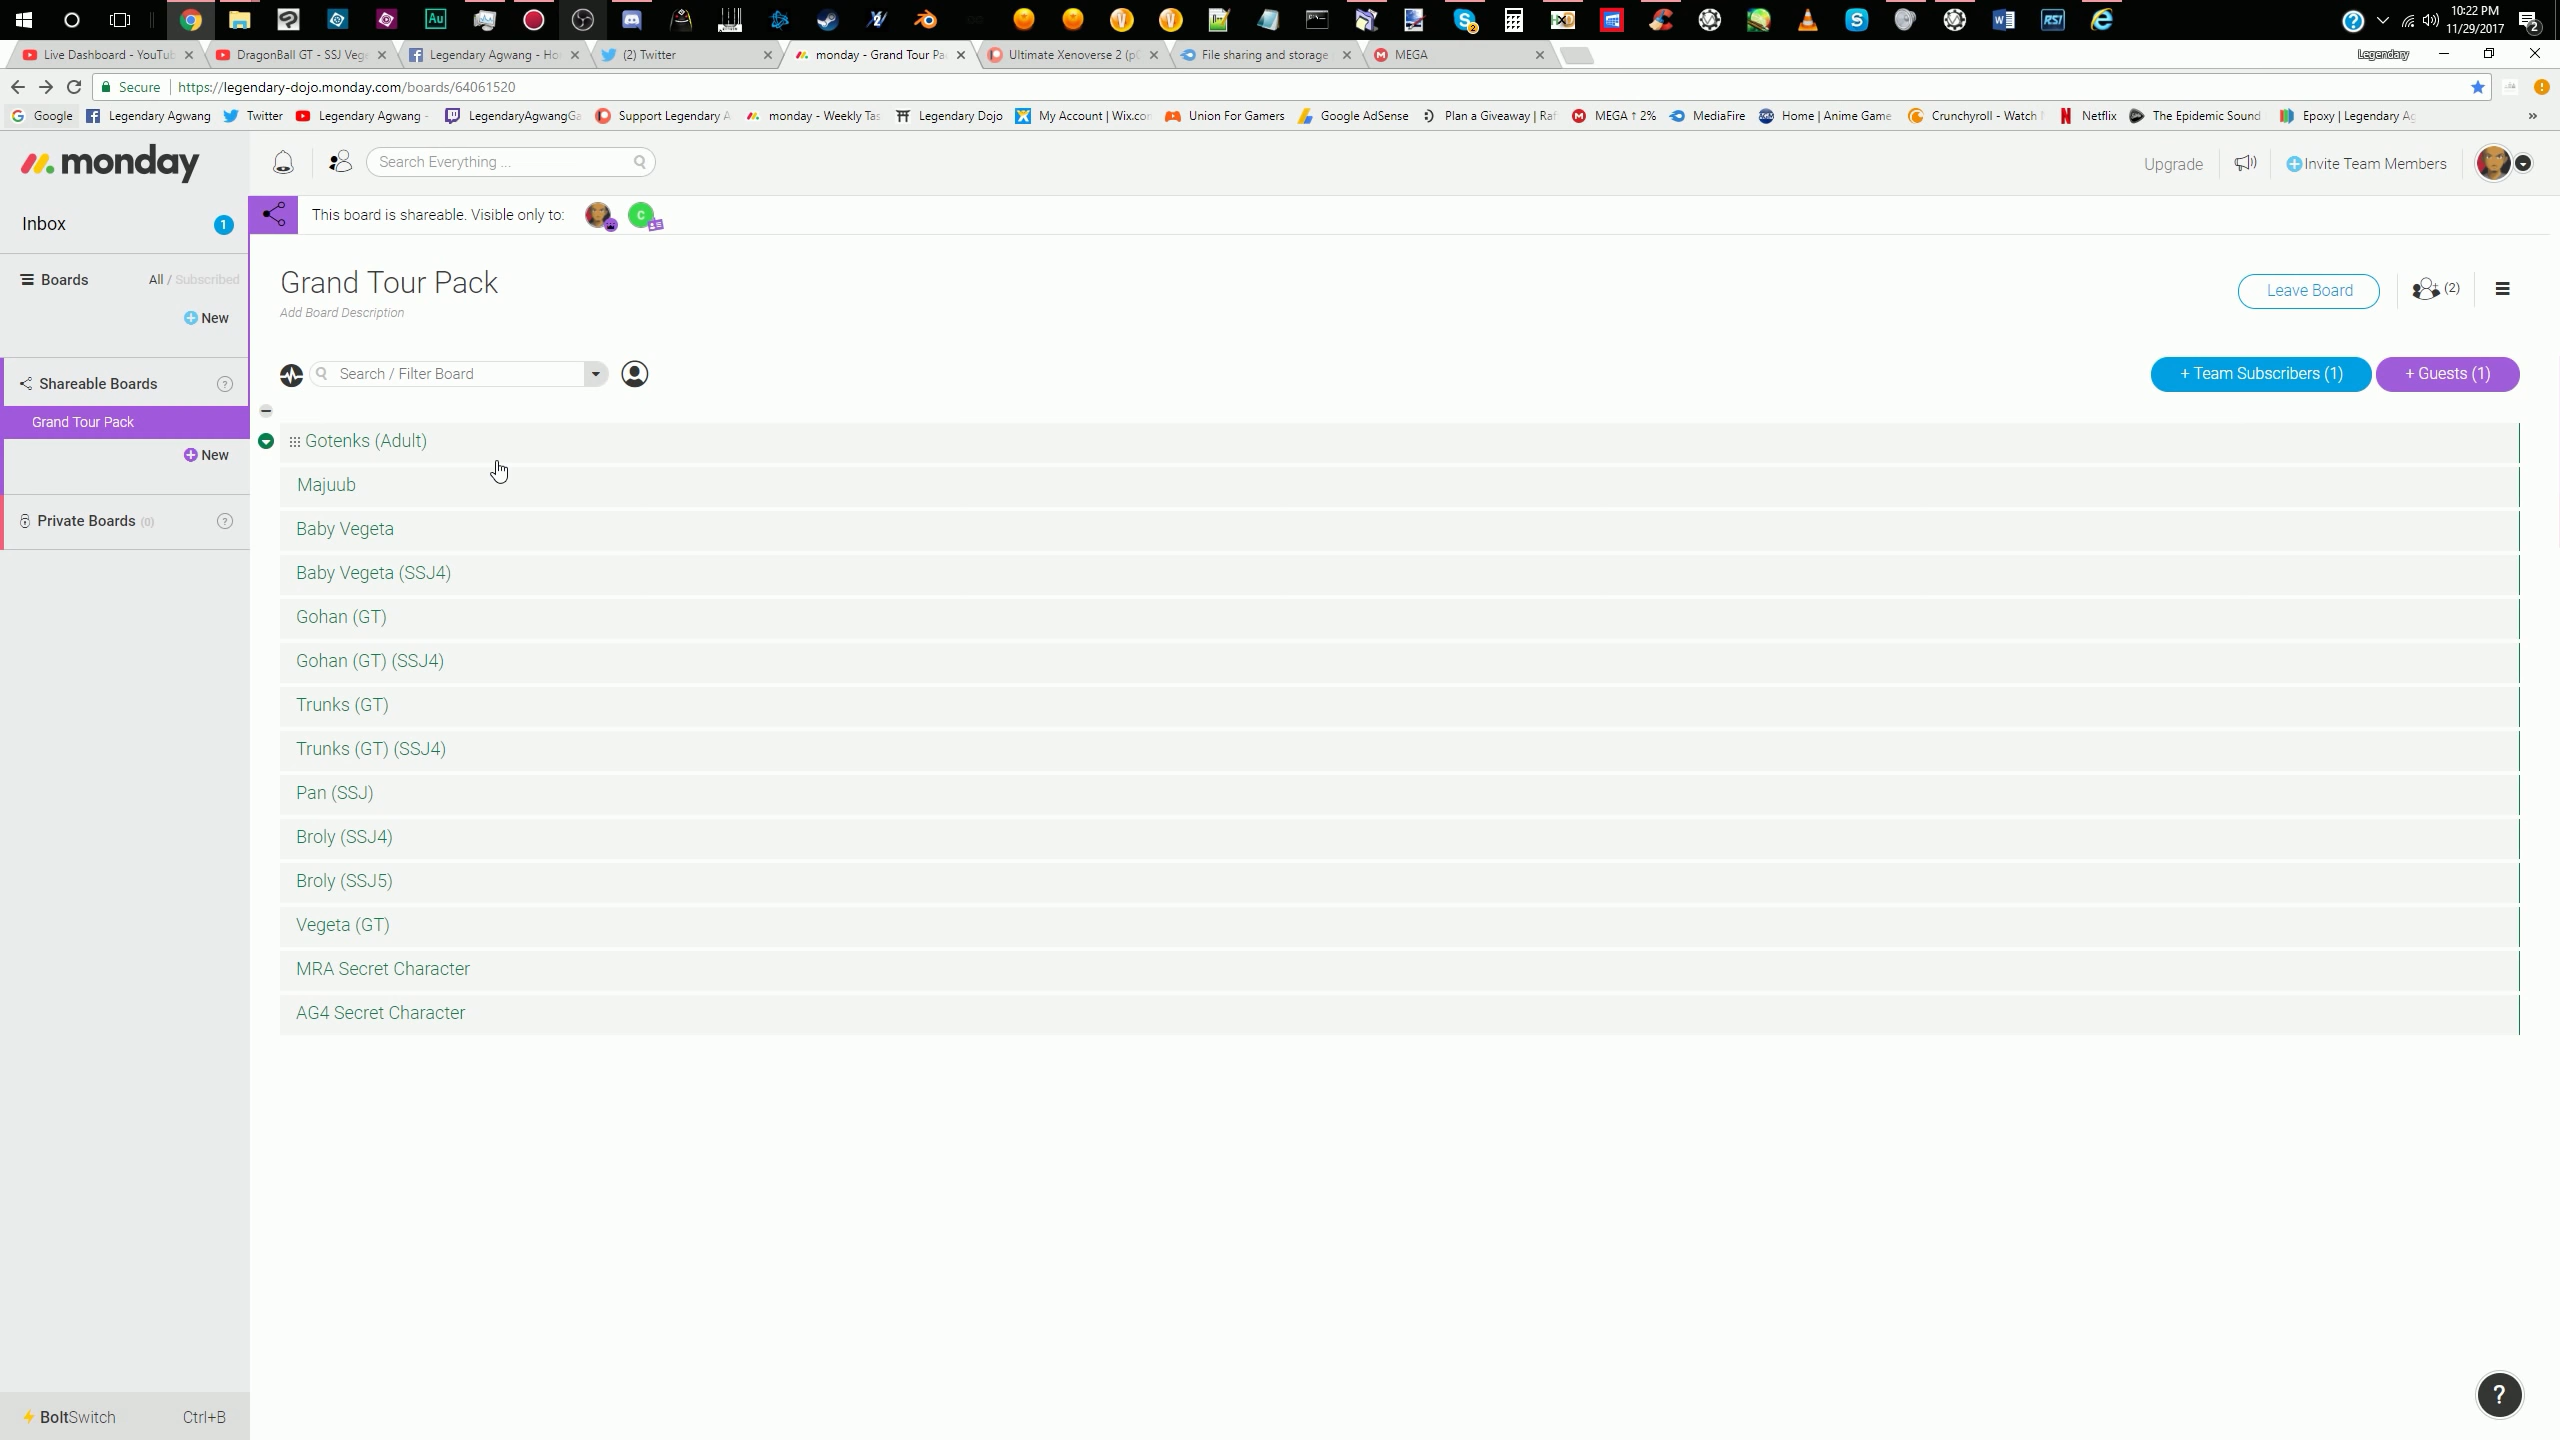 Au
10:22 PM
11/29/2017
2
Live Dashboard - YouTub
DragonBall GT - SSJ Vege
Legendary Agwang - Ho
(2) Twitter
monday - Grand Tour Pa
Ultimate Xenoverse 2 (p
File sharing and storage
MEGA
Legendary
Secure
https://legendary-dojo.monday.com/boards/64061520
Google
Legendary Agwang
Twitter
Legendary Agwang -
LegendaryAgwangGa
Support Legendary A
monday - Weekly Tas
Legendary Dojo
My Account | Wix.com
Union For Gamers
Google AdSense
Plan a Giveaway | Raf
MEGA ↑ 2%
MediaFire
Home | Anime Game
Crunchyroll - Watch
Netflix
The Epidemic Sound
Epoxy | Legendary Ag
»
monday
Search Everything ...
Upgrade
Invite Team Members
Inbox
1
This board is shareable. Visible only to:
C
Boards
All / Subscribed
New
Grand Tour Pack
Add Board Description
Leave Board
(2)
Shareable Boards
?
Search / Filter Board
+ Team Subscribers (1)
+ Guests (1)
Grand Tour Pack
New
Private Boards (0)
?
Gotenks (Adult)
Majuub
Baby Vegeta
Baby Vegeta (SSJ4)
Gohan (GT)
Gohan (GT) (SSJ4)
Trunks (GT)
Trunks (GT) (SSJ4)
Pan (SSJ)
Broly (SSJ4)
Broly (SSJ5)
Vegeta (GT)
MRA Secret Character
AG4 Secret Character
BoltSwitch
Ctrl+B
?